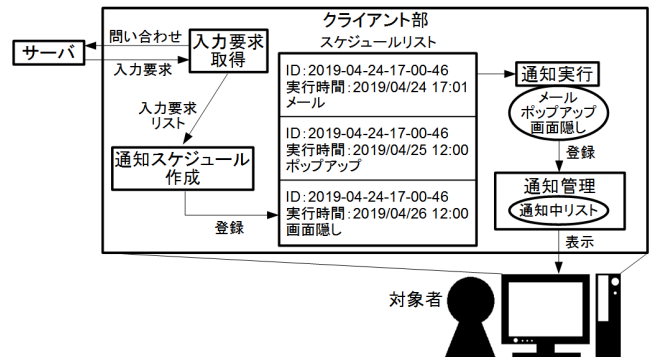 クライアント部
サーバ
問い合わせ
入力要求
入力要求
取得
入力要求
リスト
通知スケジュール
作成
登録
スケジュールリスト
ID:2019-04-24-17-00-46
実行時間:2019/04/24 17:01
メール
ID:2019-04-24-17-00-46
実行時間:2019/04/25 12:00
ポップアップ
ID:2019-04-24-17-00-46
実行時間:2019/04/26 12:00
画面隠し
通知実行
メール
ポップアップ
画面隠し
登録
通知管理
通知中リスト
表示
対象者